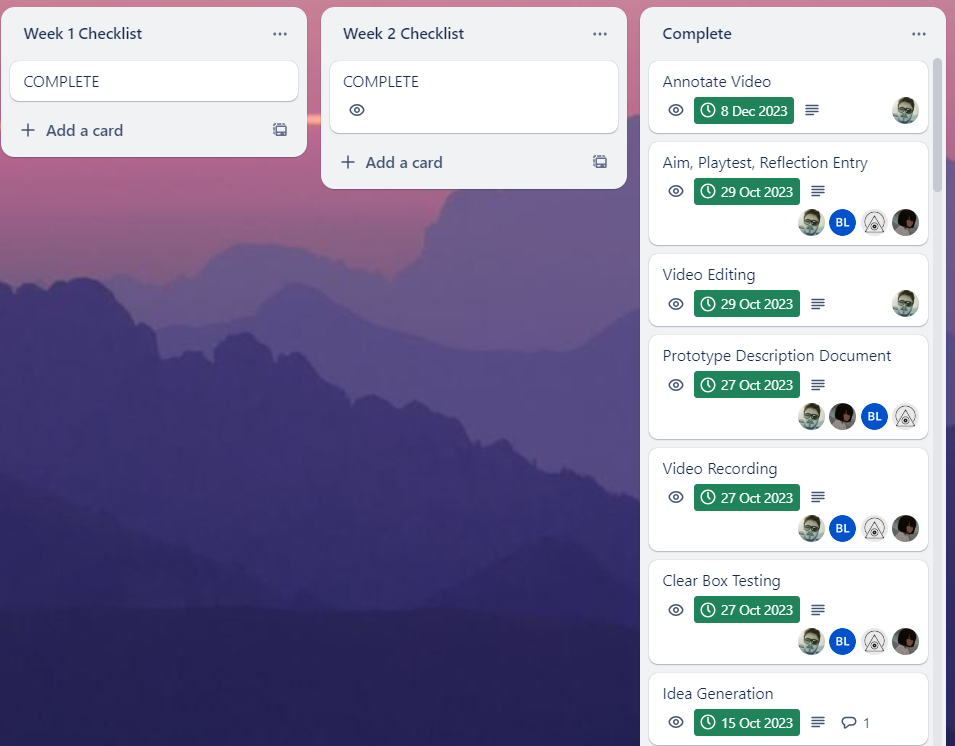 Week 1 Checklist
COMPLETE
Add a card
Week 2 Checklist
COMPLETE
Add a card
Complete
Annotate Video
8 Dec 2023
Aim, Playtest, Reflection Entry
29 Oct 2023
BL
Video Editing
29 Oct 2023
Prototype Description Document
27 Oct 2023
BL
Video Recording
27 Oct 2023
BL
Clear Box Testing
27 Oct 2023
BL
Idea Generation
15 Oct 2023 1